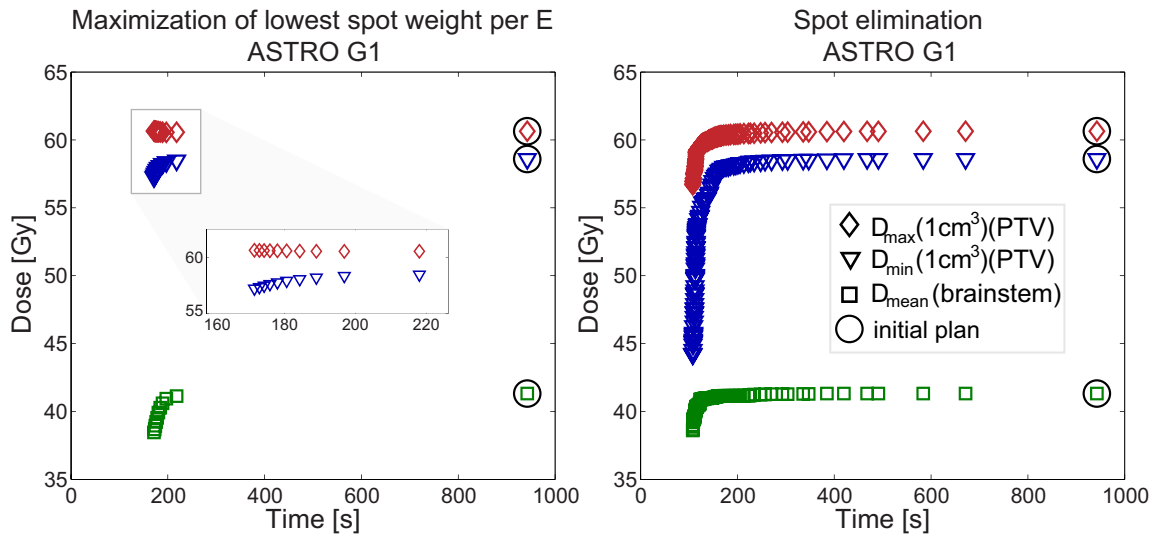 Maximization of lowest spot weight per E
ASTRO G1
65
60
55
50
45
40
35
Dose [Gy]
60
55
160
180
200
220
0
200
400
600
800
1000
Time [s]
Spot elimination
ASTRO G1
65
60
55
50
45
40
35
Dose [Gy]
Dmax(1cm³)(PTV)
Dmin(1cm³)(PTV)
Dmean(brainstem)
initial plan
0
200
400
600
800
1000
Time [s]